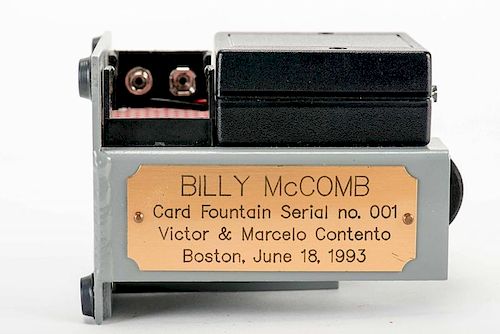 BILLY McCOMB
Card Fountain Serial no. 001
Victor & Marcelo Contento
Boston, June 18, 1993